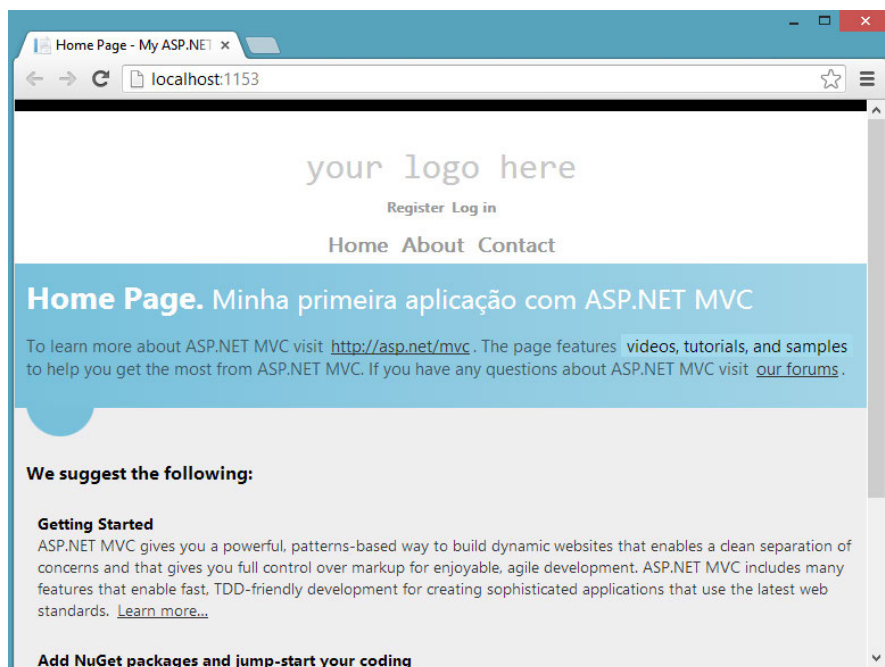 Home Page - My ASP.NET
localhost:1153
your logo here
Register Log in
Home About Contact
Home Page. Minha primeira aplicação com ASP.NET MVC
To learn more about ASP.NET MVC visit http://asp.net/mvc . The page features videos, tutorials, and samples
to help you get the most from ASP.NET MVC. If you have any questions about ASP.NET MVC visit our forums .
We suggest the following:
Getting Started
ASP.NET MVC gives you a powerful, patterns-based way to build dynamic websites that enables a clean separation of
concerns and that gives you full control over markup for enjoyable, agile development. ASP.NET MVC includes many
features that enable fast, TDD-friendly development for creating sophisticated applications that use the latest web
standards. Learn more...
Add NuGet packages and jump-start your coding